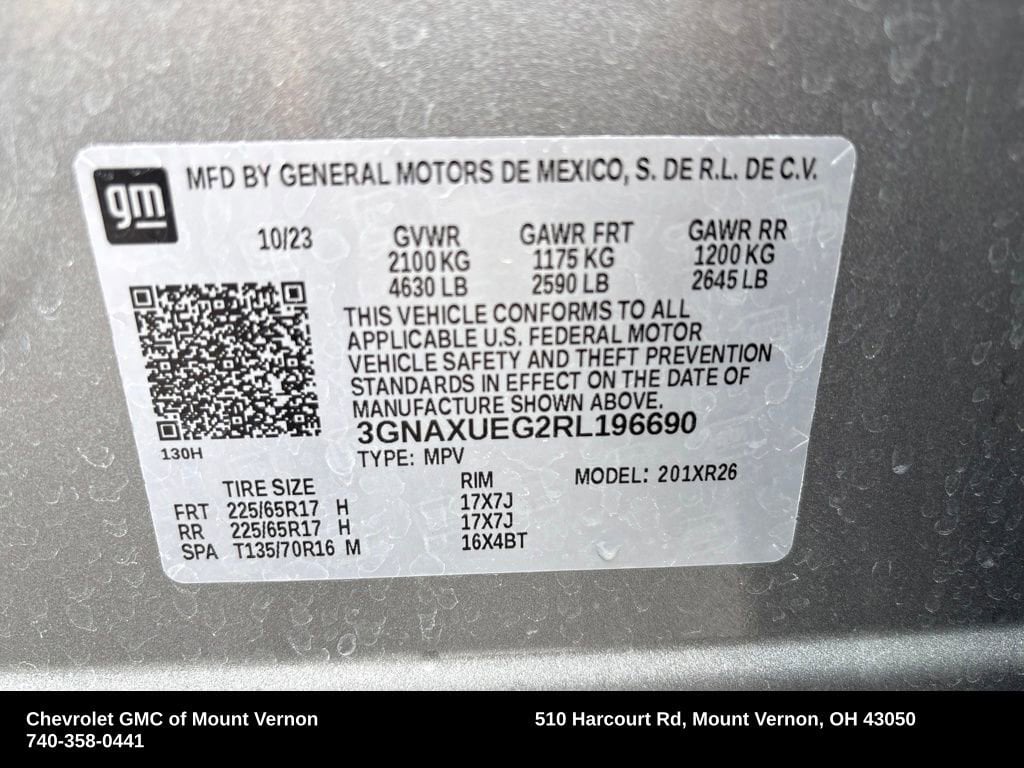 gm
MFD BY GENERAL MOTORS DE MEXICO, S. DE R.L. DE C.V.
10/23 GVWR GAWR FRT GAWR RR
2100 KG 1175 KG 1200 KG
4630 LB 2590 LB 2645 LB
THIS VEHICLE CONFORMS TO ALL
APPLICABLE U.S. FEDERAL MOTOR
VEHICLE SAFETY AND THEFT PREVENTION
STANDARDS IN EFFECT ON THE DATE OF
MANUFACTURE SHOWN ABOVE.
3GNAXUEG2RL196690
130H
TYPE: MPV
MODEL: 201XR26
TIRE SIZE RIM
FRT 225/65R17 H 17X7J
RR 225/65R17 H 17X7J
SPA T135/70R16 M 16X4BT
Chevrolet GMC of Mount Vernon
740-358-0441
510 Harcourt Rd, Mount Vernon, OH 43050